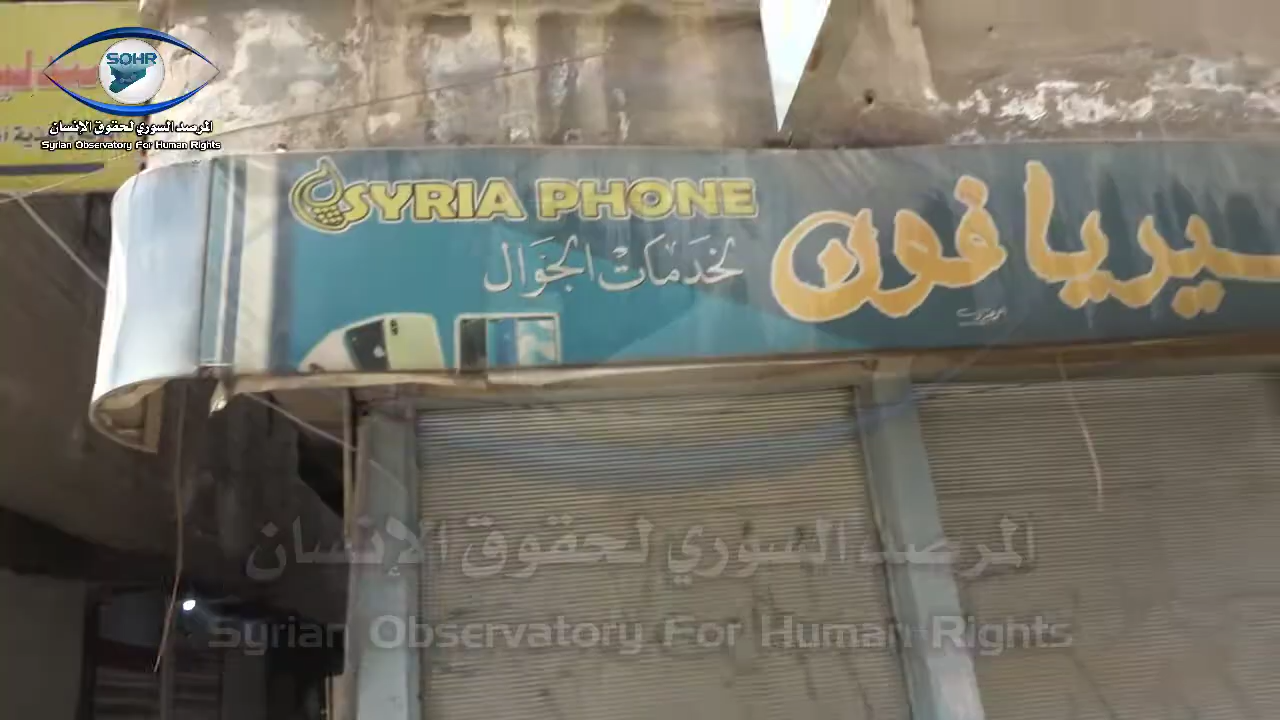 SOHR
المرصد السوري لحقوق الإنسان
Syrian Observatory For Human Rights
SYRIA PHONE
سيريا فون
لخدمات الجوال
المرصد السوري لحقوق الإنسان
Syrian Observatory For Human Rights